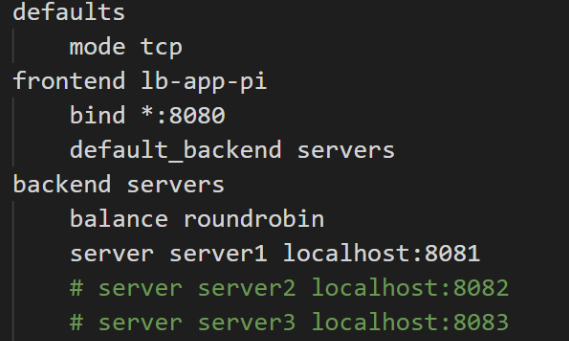 defaults
    mode tcp
frontend lb-app-pi
    bind *:8080
    default_backend servers
backend servers
    balance roundrobin
    server server1 localhost:8081
    # server server2 localhost:8082
    # server server3 localhost:8083